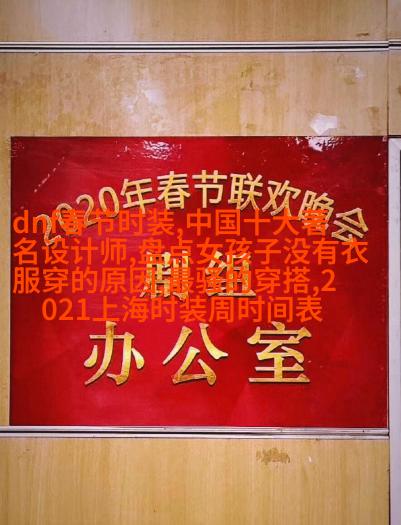 2020年春节联欢晚会
dnf春节时装,中国十大著
名设计师,盘点女孩子没有衣
服穿的原因,最骚的穿搭,2
021上海时装周时间表
剧组
办公室